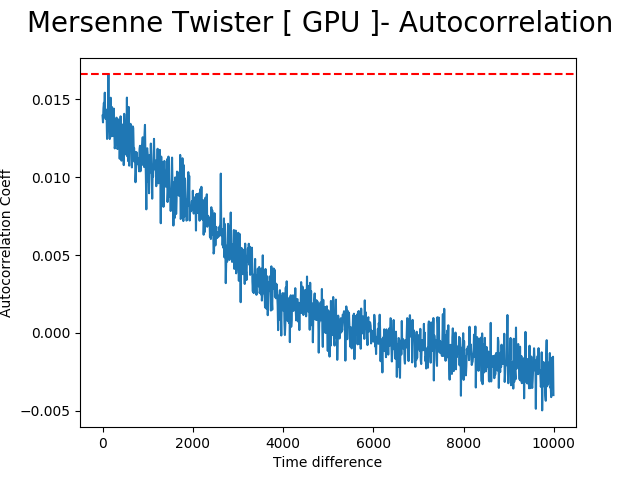 Mersenne Twister [ GPU ]- Autocorrelation
0.015
0.010
0.005
0.000
−0.005
Autocorrelation Coeff
0 2000 4000 6000 8000 10000
Time difference